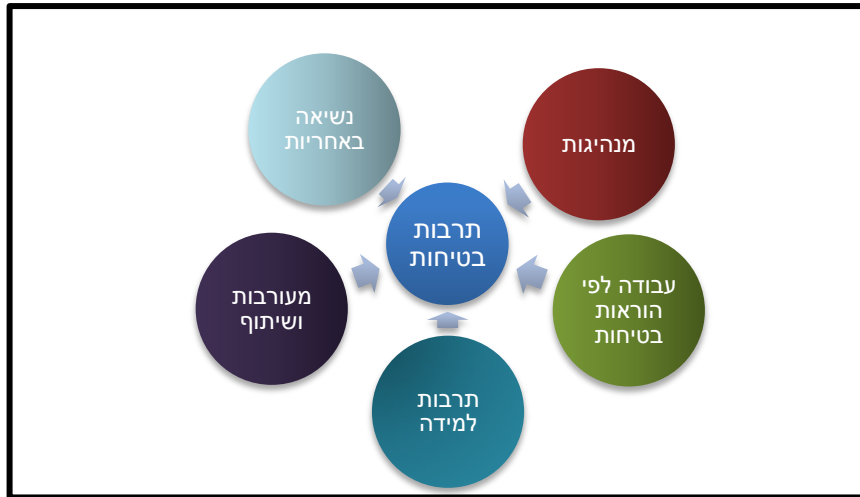 מנהיגות
נשיאה
באחריות
תרבות
בטיחות
עבודה לפי
הוראות
בטיחות
מעורבות
ושיתוף
תרבות
למידה